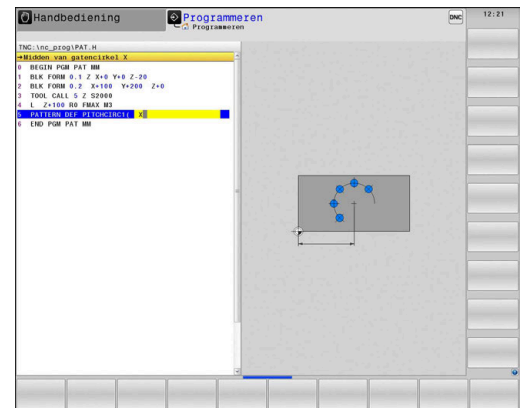 Handbediening
Programmeren
Programmeren
DNC
12:21
TNC:\nc_prog\PAT.H
→Midden van gatencirkel X
0 BEGIN PGM PAT MM
1 BLK FORM 0.1 Z X+0 Y+0 Z-20
2 BLK FORM 0.2 X+100 Y+200 Z+0
3 TOOL CALL 5 Z S2000
4 L Z+100 R0 FMAX M3
5 PATTERN DEF PITCHCIRC1( X
6 END PGM PAT MM